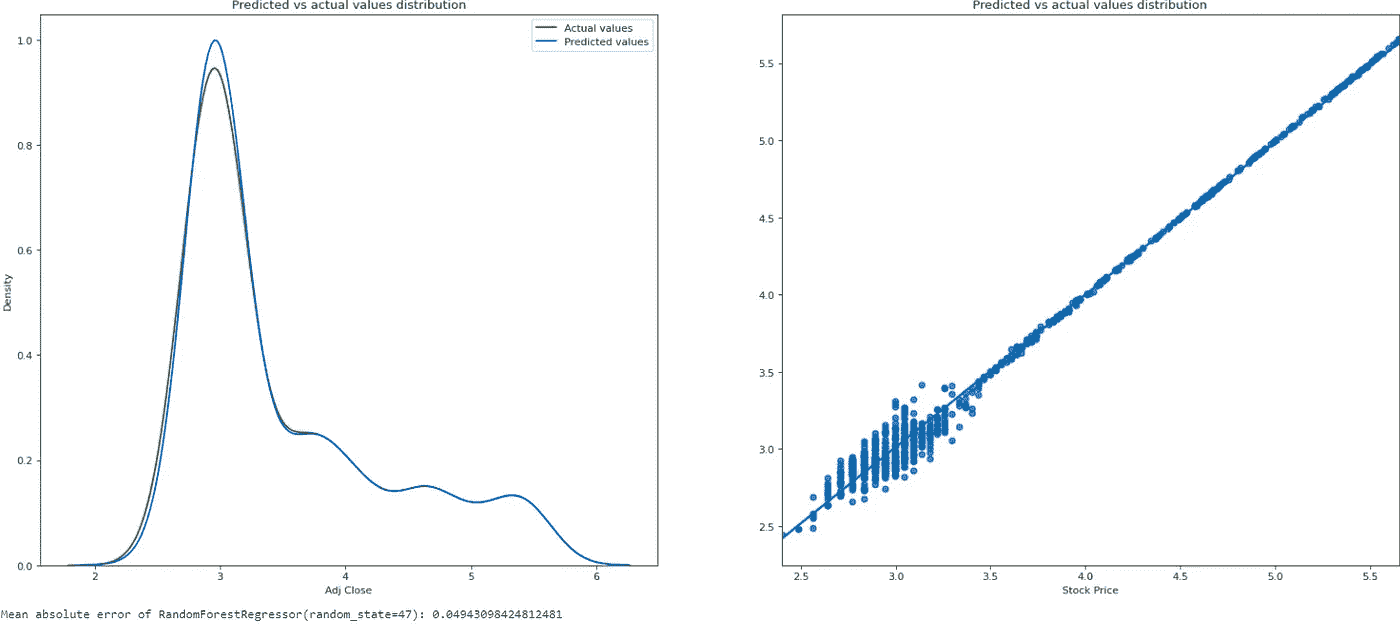 Predicted vs actual values distribution
Actual values
Predicted values
1.0
0.8
0.6
0.4
0.2
0.0
Density
2 3 4 5 6
Adj Close
Predicted vs actual values distribution
5.5
5.0
4.5
4.0
3.5
3.0
2.5
2.5 3.0 3.5 4.0 4.5 5.0 5.5
Stock Price
Mean absolute error of RandomForestRegressor(random_state=47): 0.04943098424812481